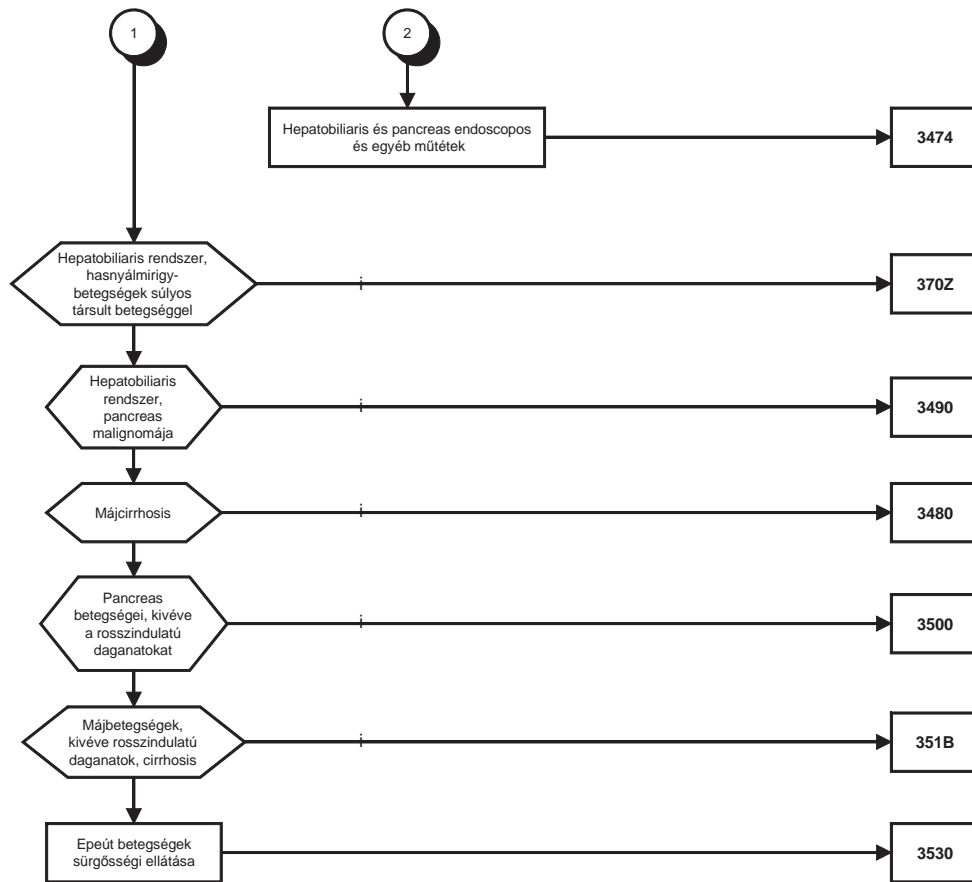 1
2
Hepatobiliaris és pancreas endoscopos
és egyéb műtétek
3474
Hepatobiliaris rendszer,
hasnyálmirigy-
betegségek súlyos
társult betegséggel
i
370Z
Hepatobiliaris
rendszer,
pancreas
malignomája
i
3490
Májcirrhosis
i
3480
Pancreas
betegségei, kivéve
a rosszindulatú
daganatokat
i
3500
Májbetegségek,
kivéve rosszindulatú
daganatok, cirrhosis
i
351B
Epeút betegségek
sürgősségi ellátása
3530